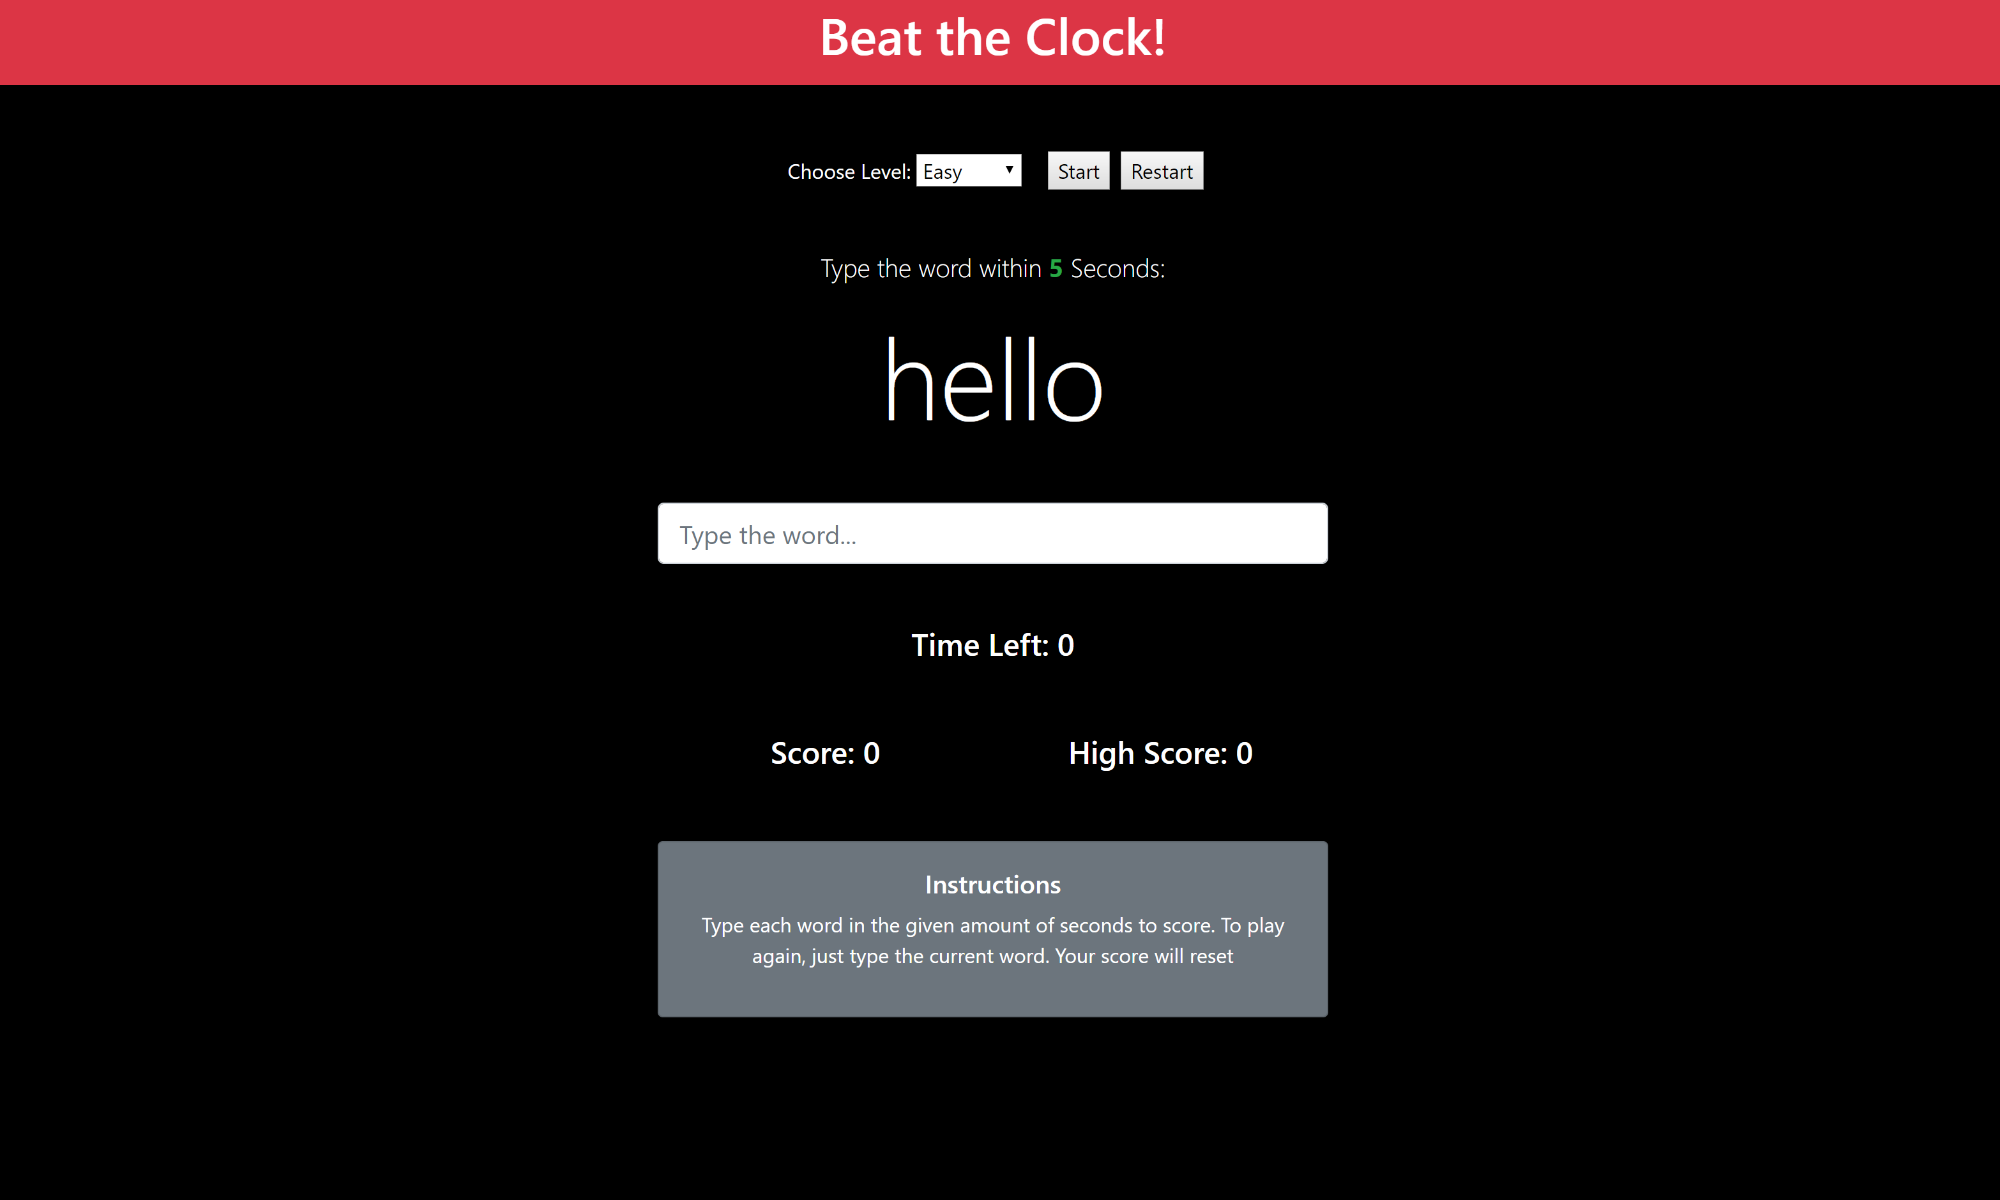 Beat the Clock!
Choose Level: Easy Start Restart
Type the word within 5 Seconds:
hello
Type the word...
Time Left: 0
Score: 0 High Score: 0
Instructions
Type each word in the given amount of seconds to score. To play
again, just type the current word. Your score will reset